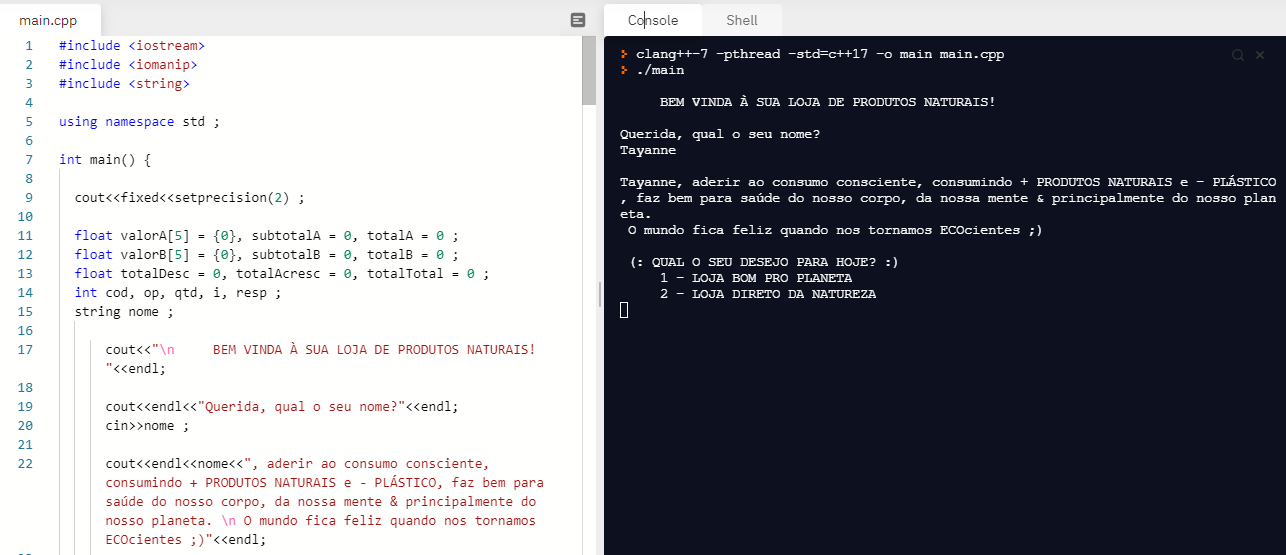 main.cpp
1 #include <iostream>
2 #include <iomanip>
3 #include <string>
4
5 using namespace std ;
6
7 int main() {
8
9 cout<<fixed<<setprecision(2) ;
10
11 float valorA[5] = {0}, subtotalA = 0, totalA = 0 ;
12 float valorB[5] = {0}, subtotalB = 0, totalB = 0 ;
13 float totalDesc = 0, totalAcresc = 0, totalTotal = 0 ;
14 int cod, op, qtd, i, resp ;
15 string nome ;
16
17 cout<<"\n     BEM VINDA À SUA LOJA DE PRODUTOS NATURAIS!
"<<endl;
18
19 cout<<endl<<"Querida, qual o seu nome?"<<endl;
20 cin>>nome ;
21
22 cout<<endl<<nome<<", aderir ao consumo consciente,
consumindo + PRODUTOS NATURAIS e - PLÁSTICO, faz bem para
saúde do nosso corpo, da nossa mente & principalmente do
nosso planeta. \n O mundo fica feliz quando nos tornamos
ECOcientes ;)"<<endl;
Console Shell
> clang++-7 -pthread -std=c++17 -o main main.cpp
> ./main
BEM VINDA À SUA LOJA DE PRODUTOS NATURAIS!
Querida, qual o seu nome?
Tayanne
Tayanne, aderir ao consumo consciente, consumindo + PRODUTOS NATURAIS e - PLÁSTICO
, faz bem para saúde do nosso corpo, da nossa mente & principalmente do nosso plan
eta.
O mundo fica feliz quando nos tornamos ECOcientes ;)
(: QUAL O SEU DESEJO PARA HOJE? :)
1 - LOJA BOM PRO PLANETA
2 - LOJA DIRETO DA NATUREZA